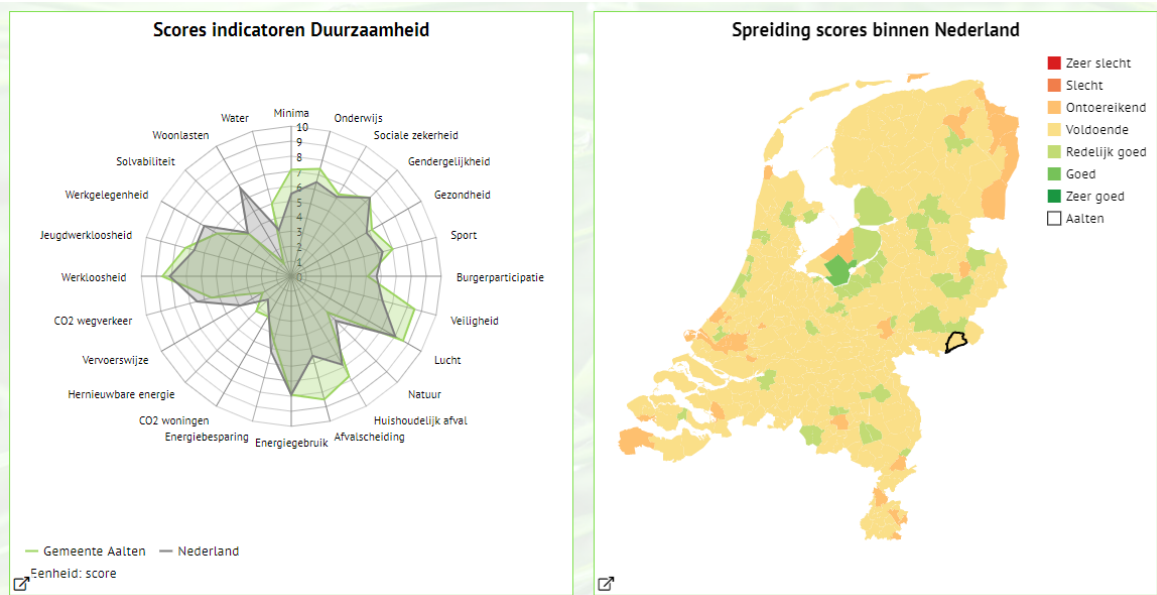 Scores indicatoren Duurzaamheid
Minima
Onderwijs
Sociale zekerheid
Gendergelijkheid
Gezondheid
Sport
Burgerparticipatie
Veiligheid
Lucht
Natuur
Huishoudelijk afval
Afvalscheiding
Energiegebruik
Energiebesparing
CO2 woningen
Hernieuwbare energie
Vervoerswijze
CO2 wegverkeer
Werkloosheid
Jeugdwerkloosheid
Werkgelegenheid
Solvabiliteit
Woonlasten
Water
10
9
8
7
6
5
4
3
2
1
0
Gemeente Aalten
Nederland
Eenheid: score
Spreiding scores binnen Nederland
Zeer slecht
Slecht
Ontoereikend
Voldoende
Redelijk goed
Goed
Zeer goed
Aalten